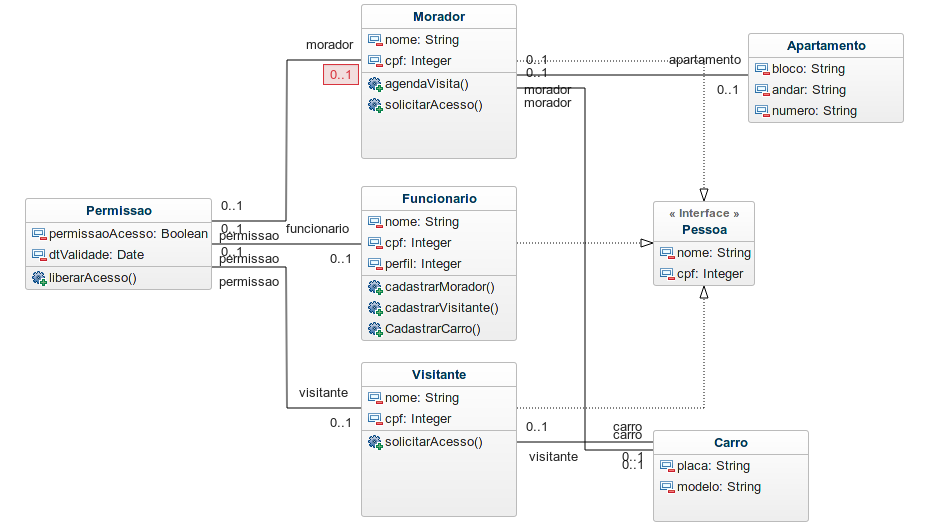 Morador
nome: String
cpf: Integer
agendaVisita()
solicitarAcesso()
morador
0..1
0..1
0..1
morador
morador
apartamento
0..1
Apartamento
bloco: String
andar: String
numero: String
Permissao
permissaoAcesso: Boolean
dtValidade: Date
liberarAcesso()
0..1
0..1
permissao
0..1
permissao
permissao
funcionario
0..1
Funcionario
nome: String
cpf: Integer
perfil: Integer
cadastrarMorador()
cadastrarVisitante()
CadastrarCarro()
« Interface »
Pessoa
nome: String
cpf: Integer
visitante
0..1
Visitante
nome: String
cpf: Integer
solicitarAcesso()
0..1
visitante
carro
carro
0..1
0..1
Carro
placa: String
modelo: String